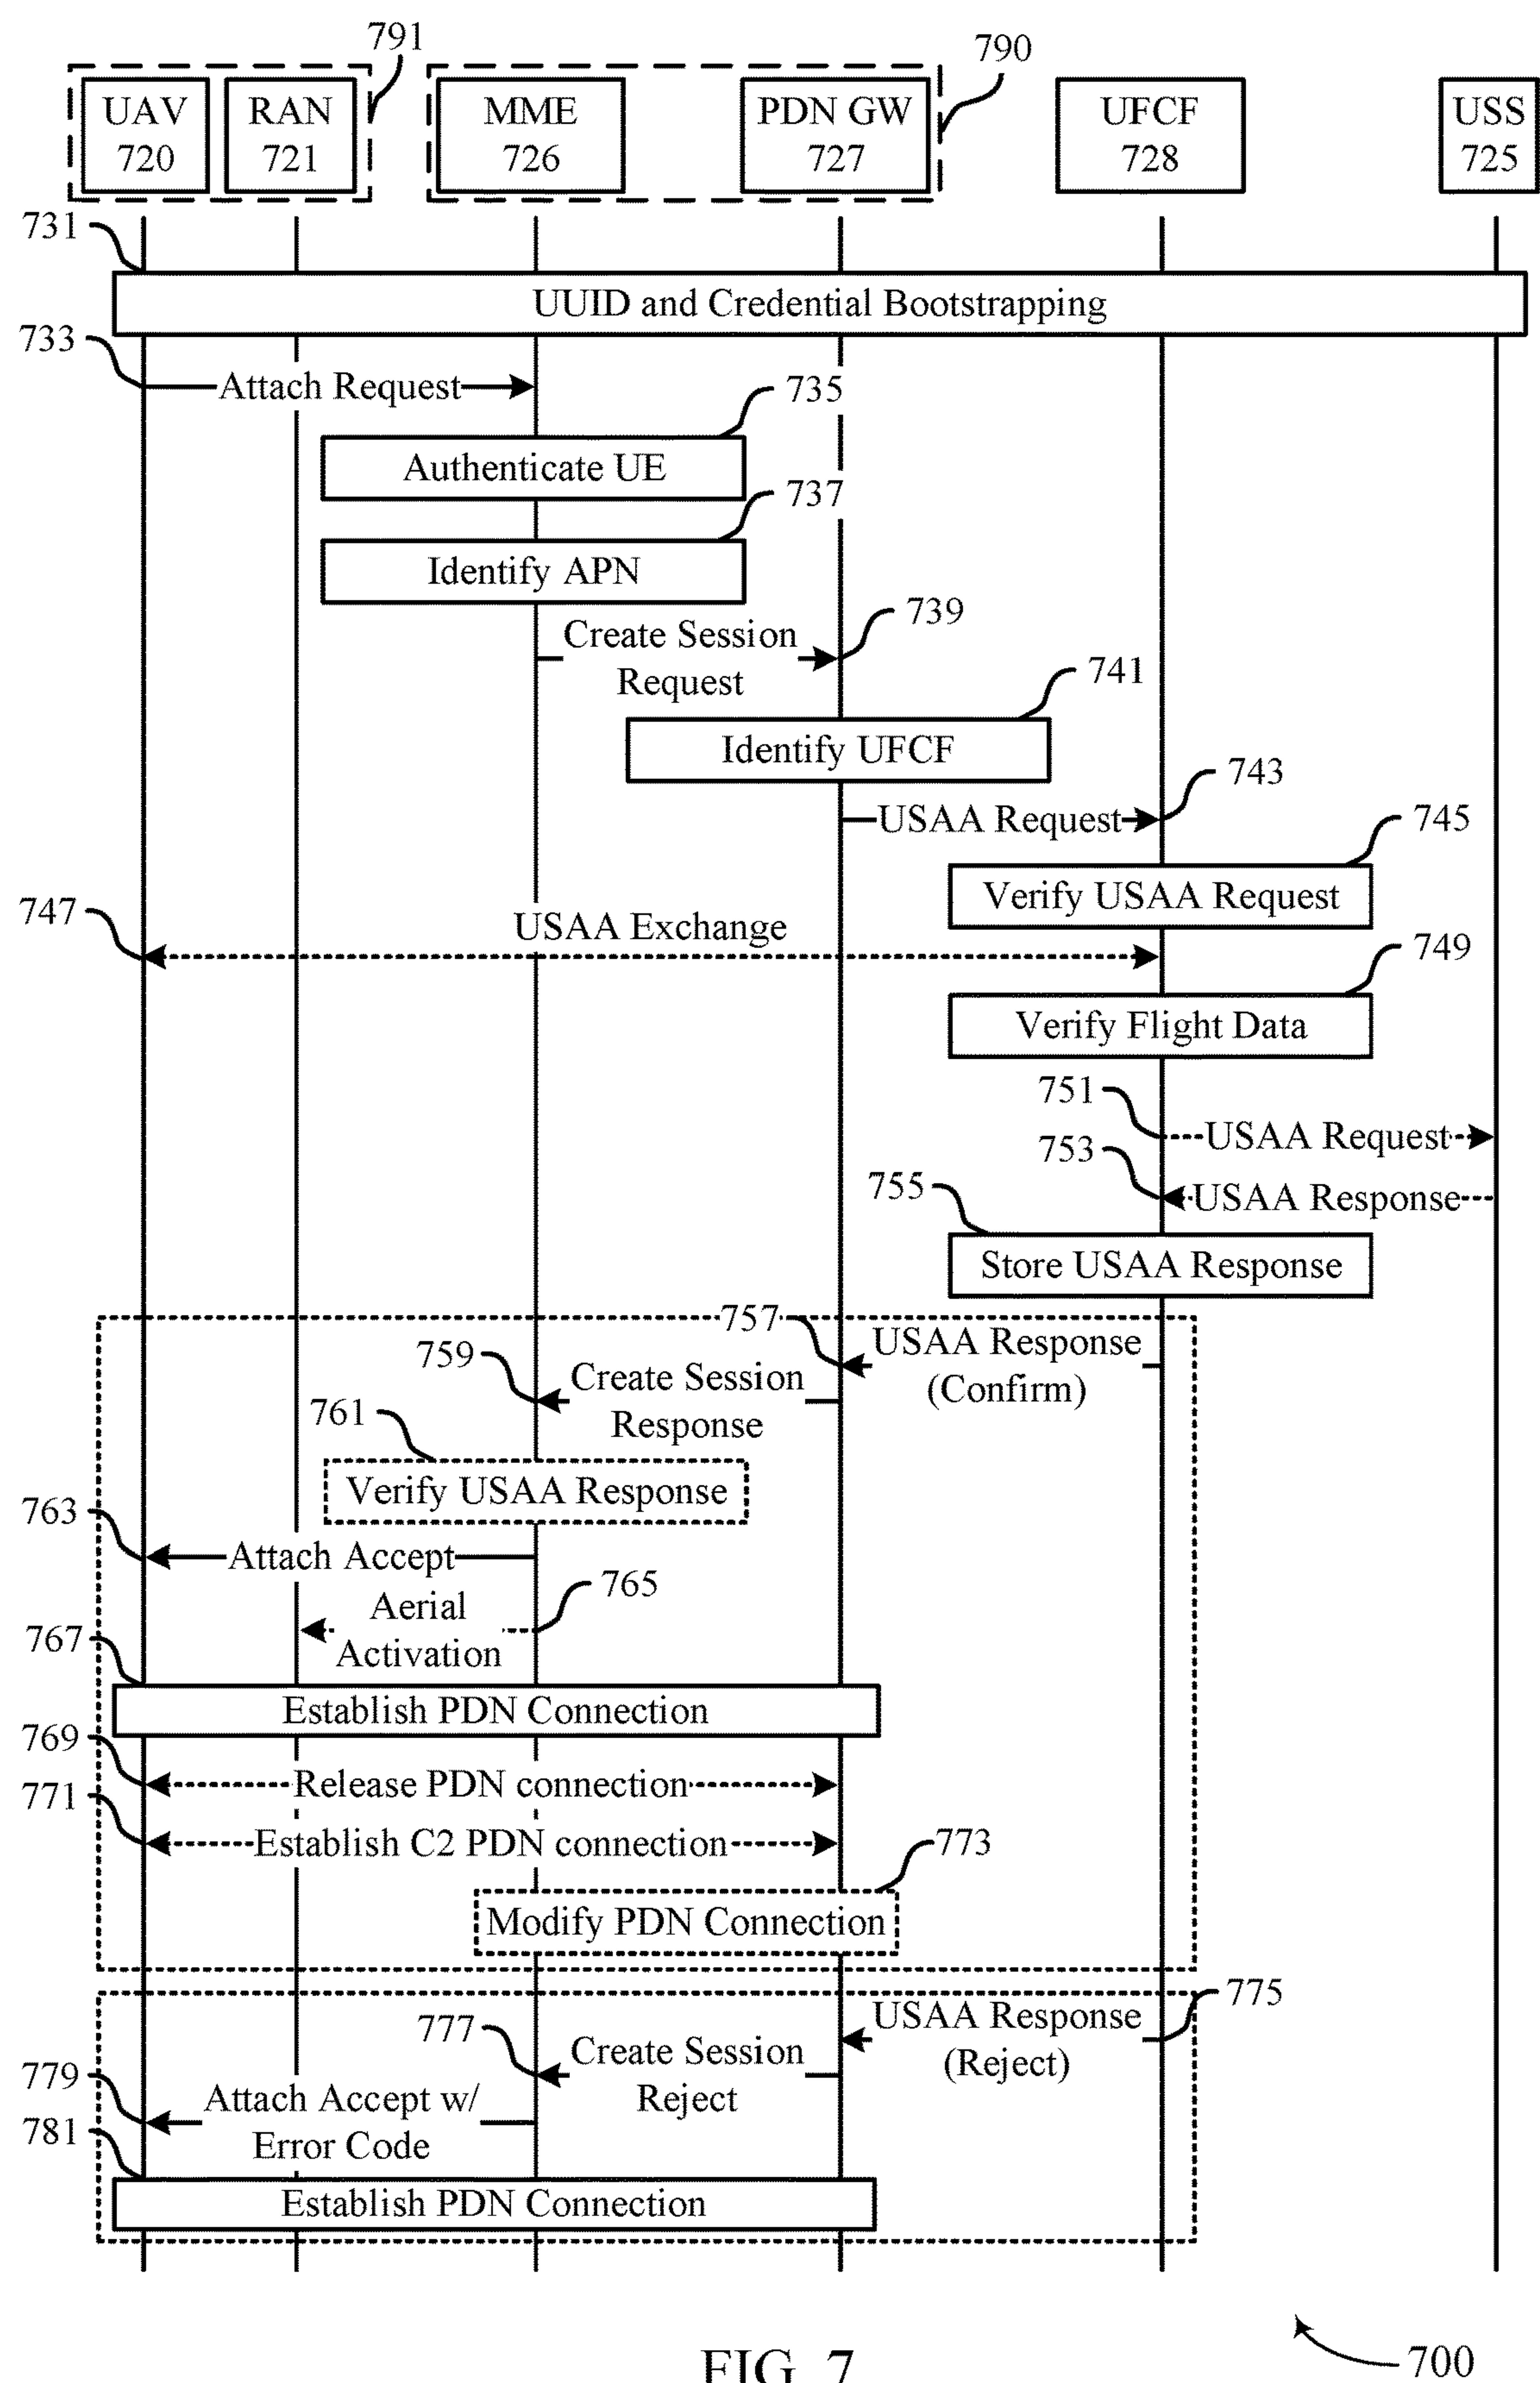 791
790
UAV
720
RAN
721
MME
726
PDN GW
727
UFCF
728
USS
725
731
UUID and Credential Bootstrapping
733
Attach Request
735
Authenticate UE
737
Identify APN
739
Create Session
Request
741
Identify UFCF
743
USAA Request
745
Verify USAA Request
747
USAA Exchange
749
Verify Flight Data
751
USAA Request
753
USAA Response
755
Store USAA Response
757
USAA Response
(Confirm)
759
Create Session
Response
761
Verify USAA Response
763
Attach Accept
765
Aerial
Activation
767
Establish PDN Connection
769
Release PDN connection
771
Establish C2 PDN connection
773
Modify PDN Connection
775
USAA Response
(Reject)
777
Create Session
Reject
779
Attach Accept w/
Error Code
781
Establish PDN Connection
700
FIG. 7